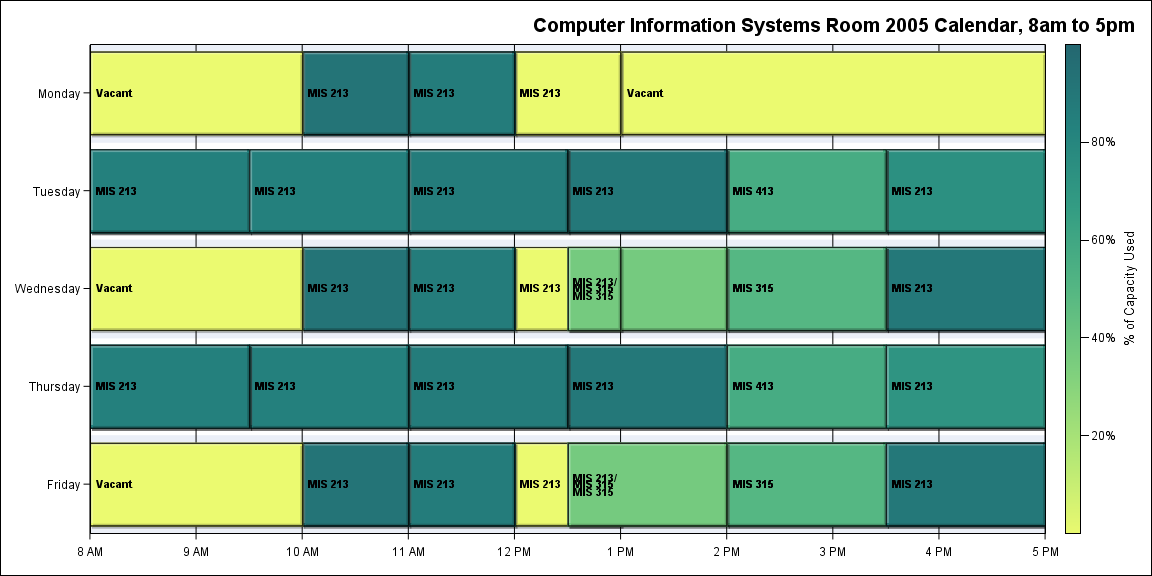 Computer Information Systems Room 2005 Calendar, 8am to 5pm
Monday
Vacant
MIS 213
MIS 213
MIS 213
Vacant
Tuesday
MIS 213
MIS 213
MIS 213
MIS 213
MIS 413
MIS 213
Wednesday
Vacant
MIS 213
MIS 213
MIS 213
MIS 213/
MIS 315
MIS 315
MIS 315
MIS 213
Thursday
MIS 213
MIS 213
MIS 213
MIS 213
MIS 413
MIS 213
Friday
Vacant
MIS 213
MIS 213
MIS 213
MIS 213/
MIS 315
MIS 315
MIS 315
MIS 213
8 AM 9 AM 10 AM 11 AM 12 PM 1 PM 2 PM 3 PM 4 PM 5 PM
80%
60%
40%
20%
% of Capacity Used